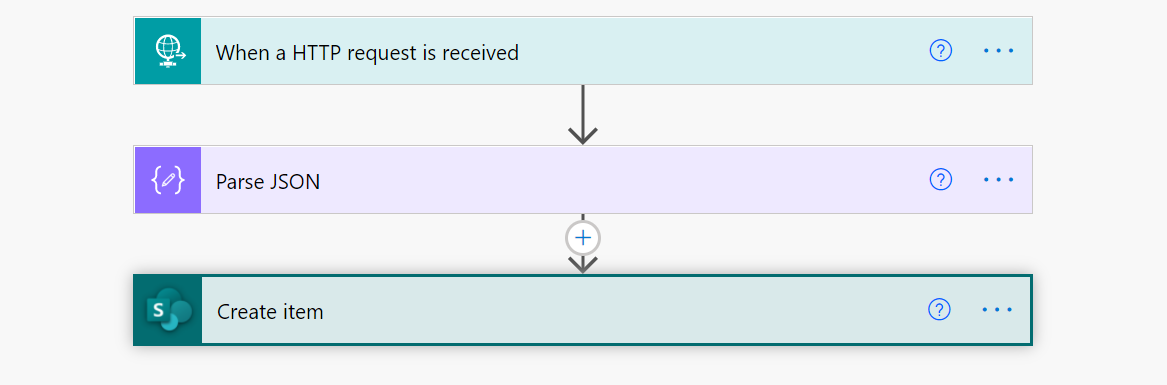 When a HTTP request is received
?
Parse JSON
?
S
Create item
?